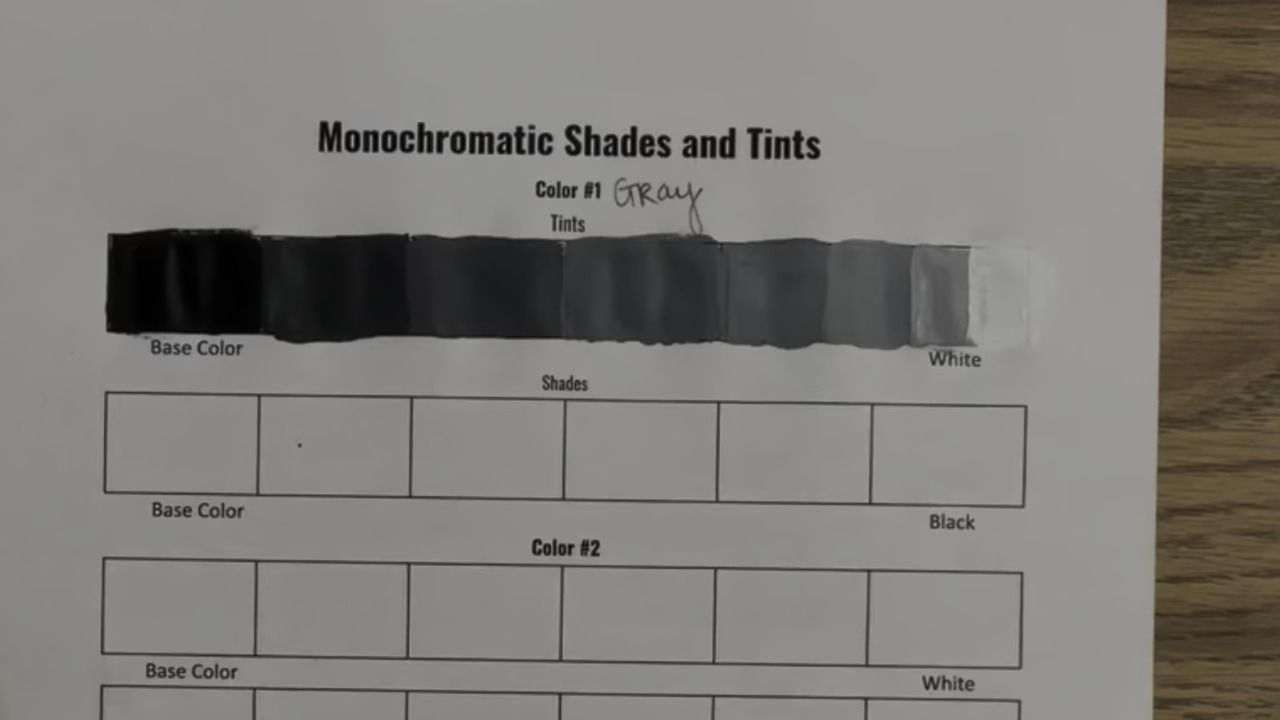 Monochromatic Shades and Tints
Color #1 Gray
Tints
Base Color White
Shades
Base Color Black
Color #2
Base Color White